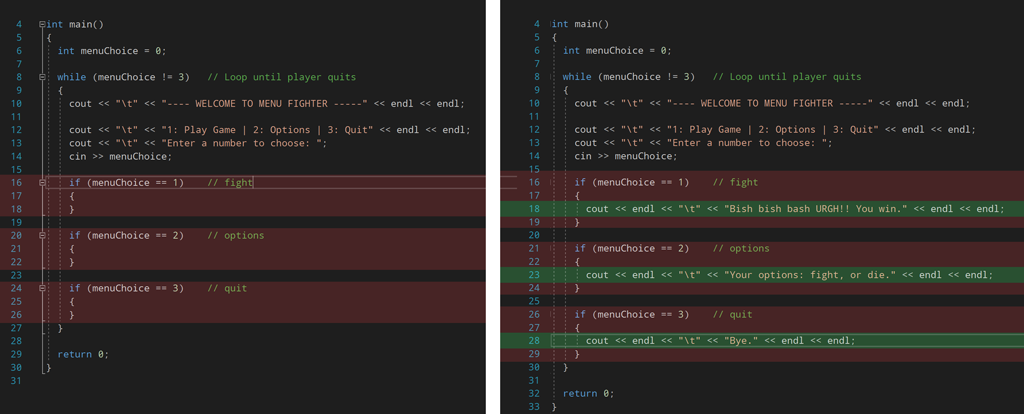 4 int main()
5 {
6 int menuChoice = 0;
7
8 while (menuChoice != 3) // Loop until player quits
9 {
10 cout << "\t" << "---- WELCOME TO MENU FIGHTER -----" << endl << endl;
11
12 cout << "\t" << "1: Play Game | 2: Options | 3: Quit" << endl << endl;
13 cout << "\t" << "Enter a number to choose: ";
14 cin >> menuChoice;
15
16 if (menuChoice == 1) // fight
17 {
18 }
19
20 if (menuChoice == 2) // options
21 {
22 }
23
24 if (menuChoice == 3) // quit
25 {
26 }
27 }
28
29 return 0;
30 }
31
4 int main()
5 {
6 int menuChoice = 0;
7
8 while (menuChoice != 3) // Loop until player quits
9 {
10 cout << "\t" << "---- WELCOME TO MENU FIGHTER -----" << endl << endl;
11
12 cout << "\t" << "1: Play Game | 2: Options | 3: Quit" << endl << endl;
13 cout << "\t" << "Enter a number to choose: ";
14 cin >> menuChoice;
15
16 if (menuChoice == 1) // fight
17 {
18 cout << endl << "\t" << "Bish bish bash URGH!! You win." << endl << endl;
19 }
20
21 if (menuChoice == 2) // options
22 {
23 cout << endl << "\t" << "Your options: fight, or die." << endl << endl;
24 }
25
26 if (menuChoice == 3) // quit
27 {
28 cout << endl << "\t" << "Bye." << endl << endl;
29 }
30 }
31
32 return 0;
33 }